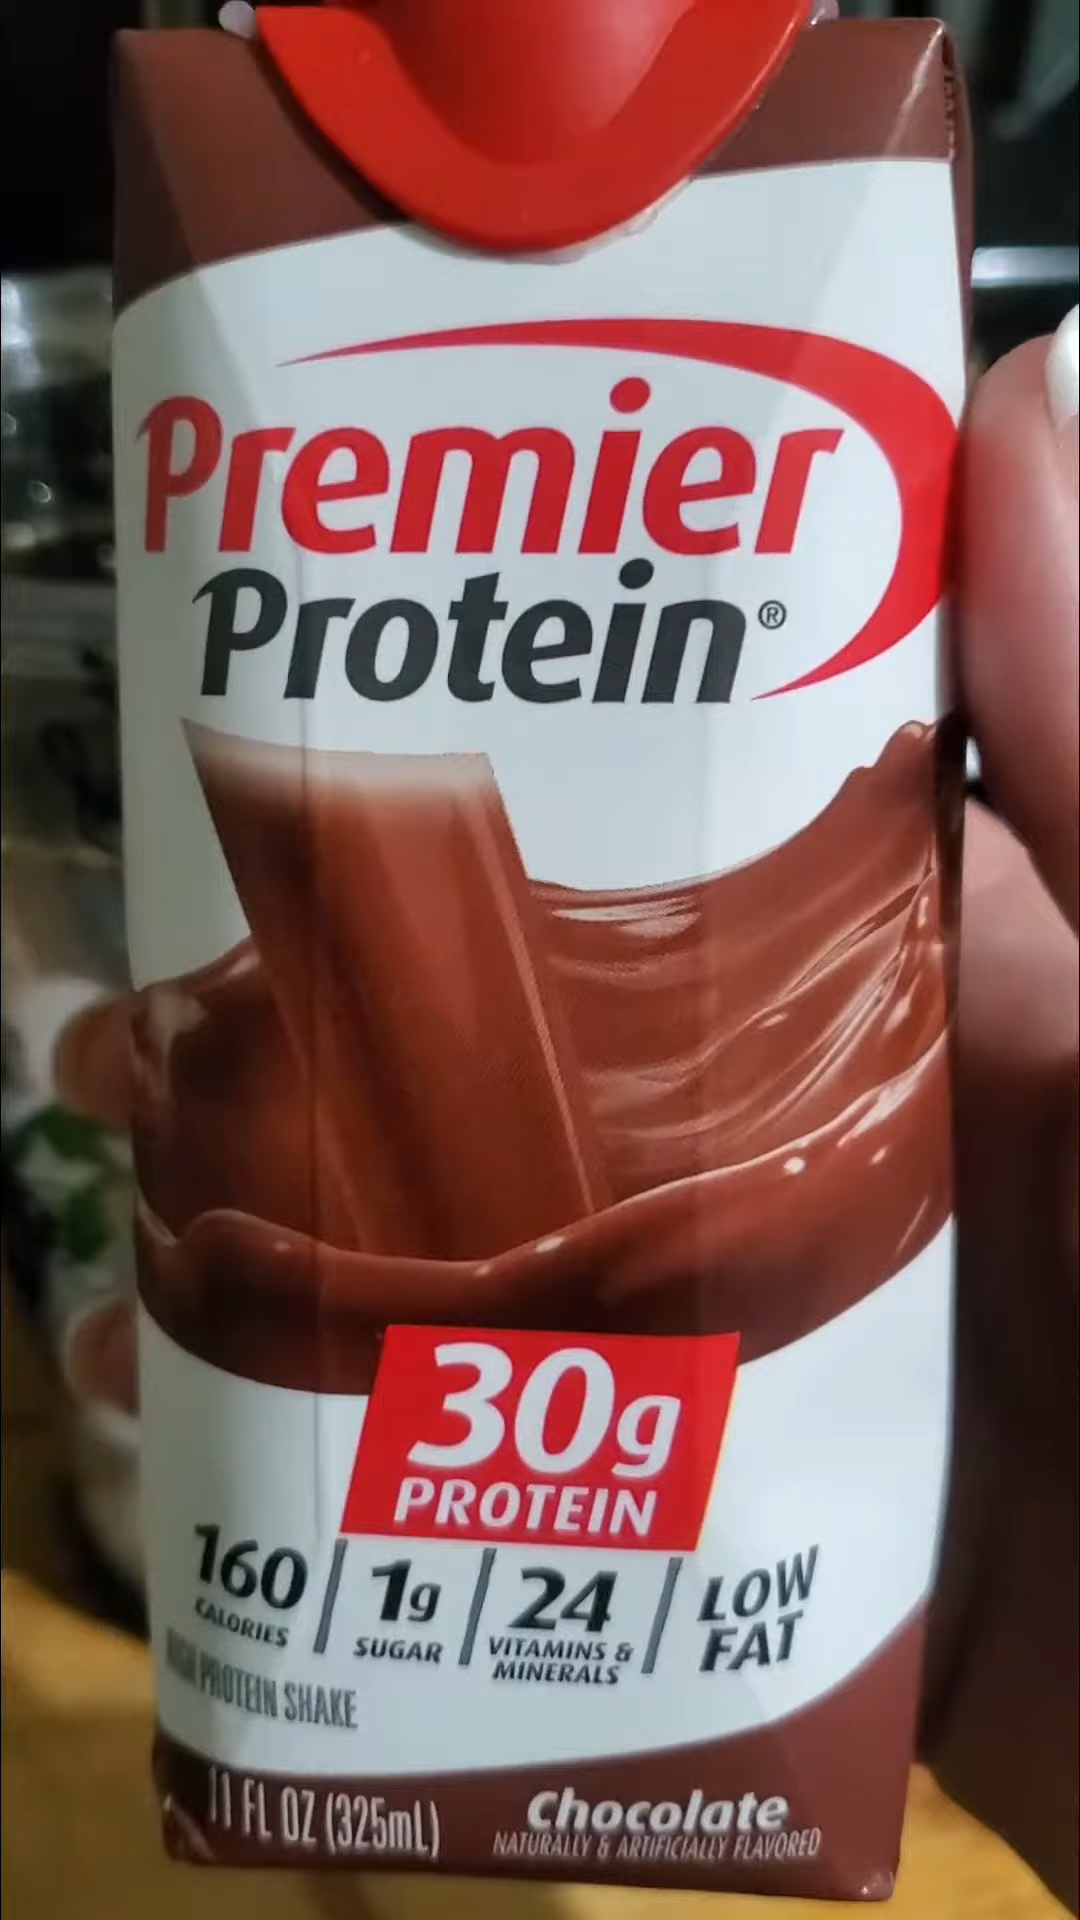 Premier
Protein®
30g
PROTEIN
160
CALORIES
1g
SUGAR
24
VITAMINS &
MINERALS
LOW
FAT
HIGH PROTEIN SHAKE
11 FL OZ (325mL)
Chocolate
NATURALLY & ARTIFICIALLY FLAVORED